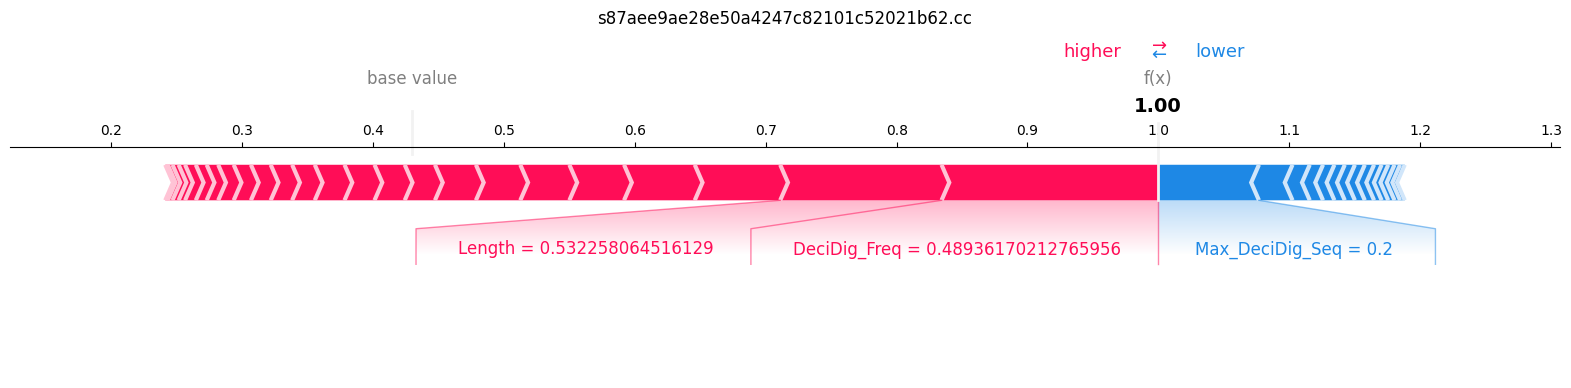 s87aee9ae28e50a4247c82101c52021b62.cc
higher ⇄ lower
base value f(x)
1.00
0.2 0.3 0.4 0.5 0.6 0.7 0.8 0.9 1.0 1.1 1.2 1.3
Length = 0.532258064516129 DeciDig_Freq = 0.48936170212765956 Max_DeciDig_Seq = 0.2